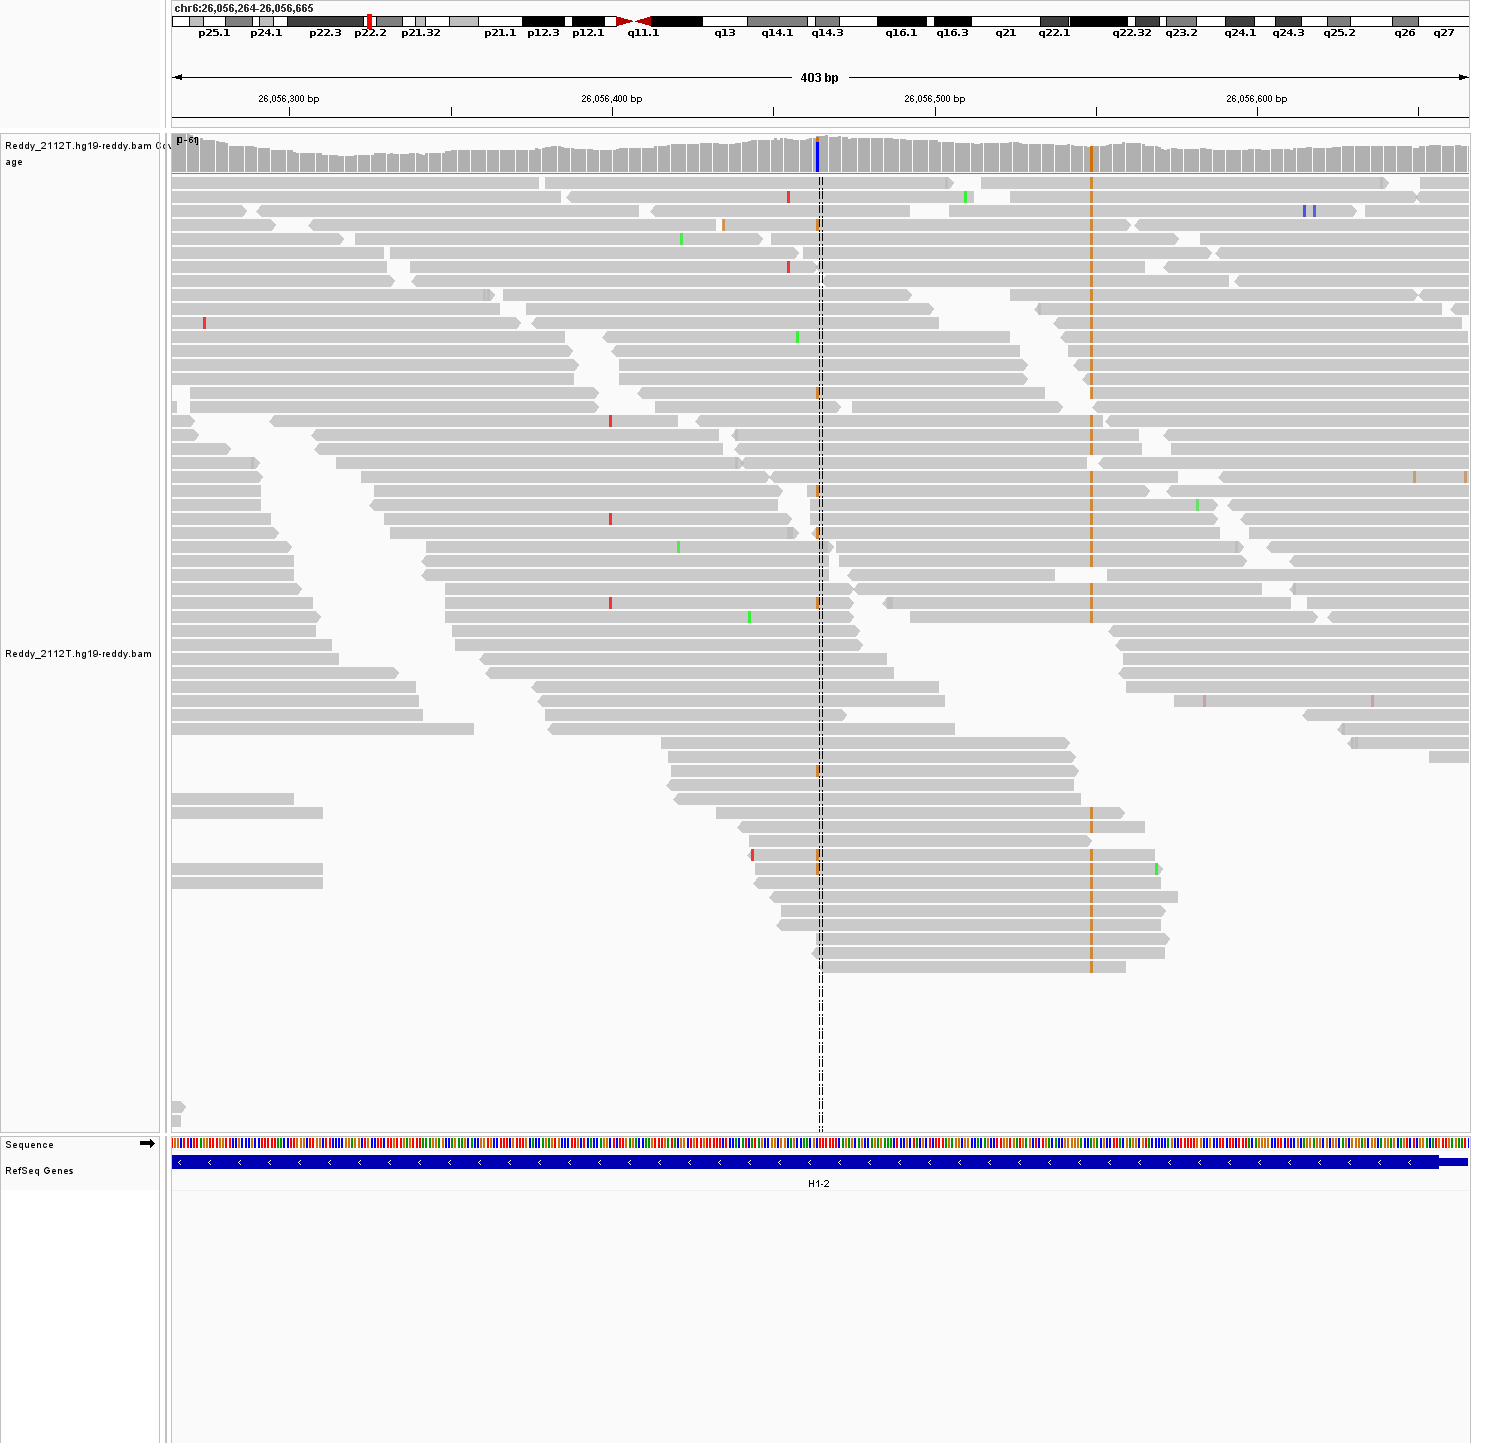 chr6:26,056,264-26,056,665
p25.1 p24.1 p22.3 p22.2 p21.32 p21.1 p12.3 p12.1 q11.1 q13 q14.1 q14.3 q16.1 q16.3 q21 q22.1 q22.32 q23.2 q24.1 q24.3 q25.2 q26 q27
403 bp
26,056,300 bp 26,056,400 bp 26,056,500 bp 26,056,600 bp
Reddy_2112T.hg19-reddy.bam Cov
age
Reddy_2112T.hg19-reddy.bam
Sequence
RefSeq Genes
H1-2